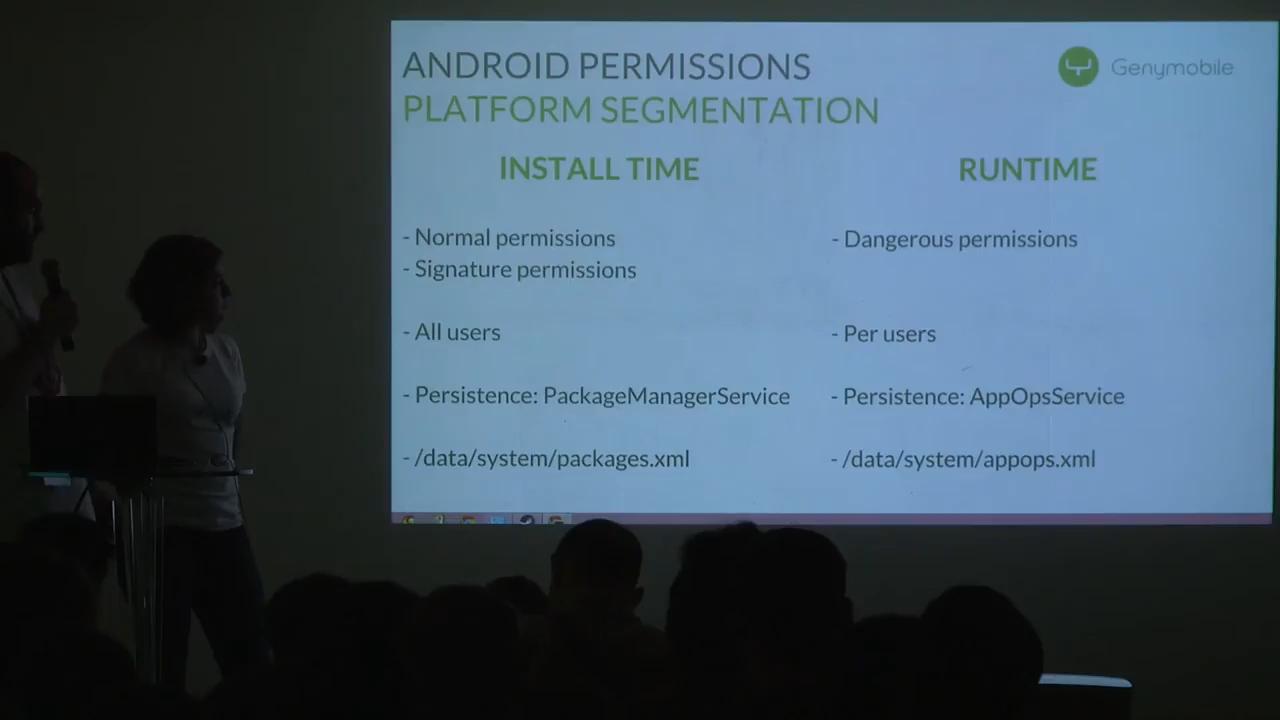 ANDROID PERMISSIONS
PLATFORM SEGMENTATION
Genymobile
INSTALL TIME
- Normal permissions
- Signature permissions
- All users
- Persistence: PackageManagerService
- /data/system/packages.xml
RUNTIME
- Dangerous permissions
- Per users
- Persistence: AppOpsService
- /data/system/appops.xml